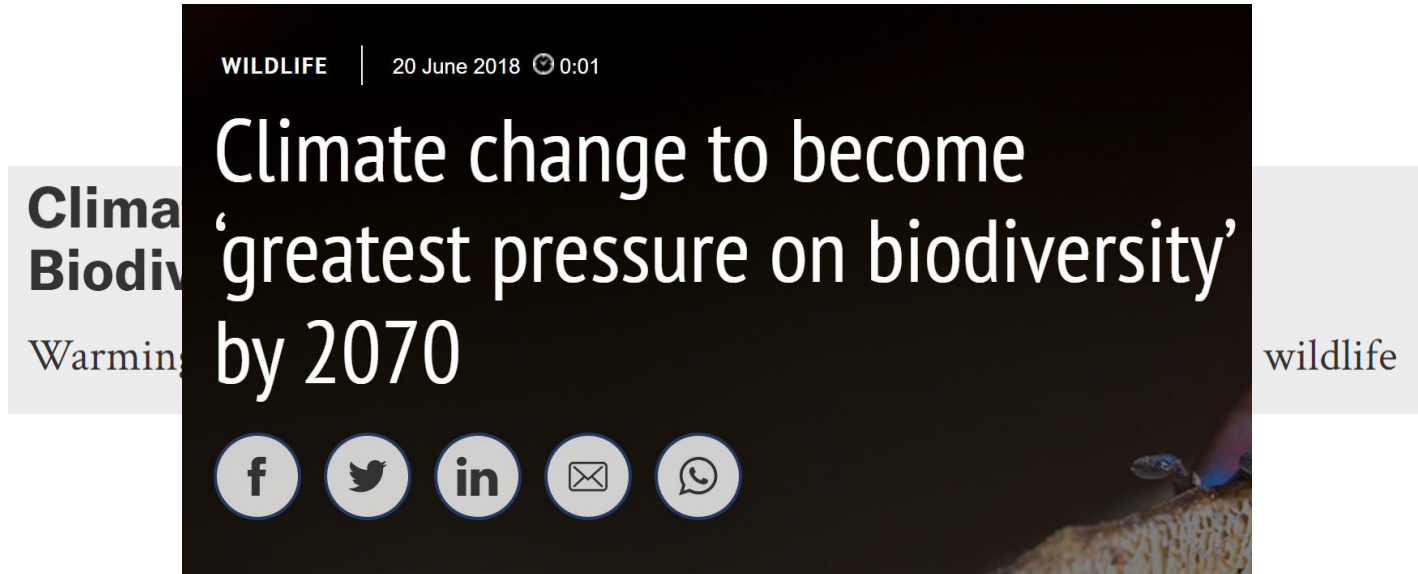 WILDLIFE | 20 June 2018 0:01
Climate change to become
‘greatest pressure on biodiversity’
by 2070
Clima
Biodiv
Warming wildlife